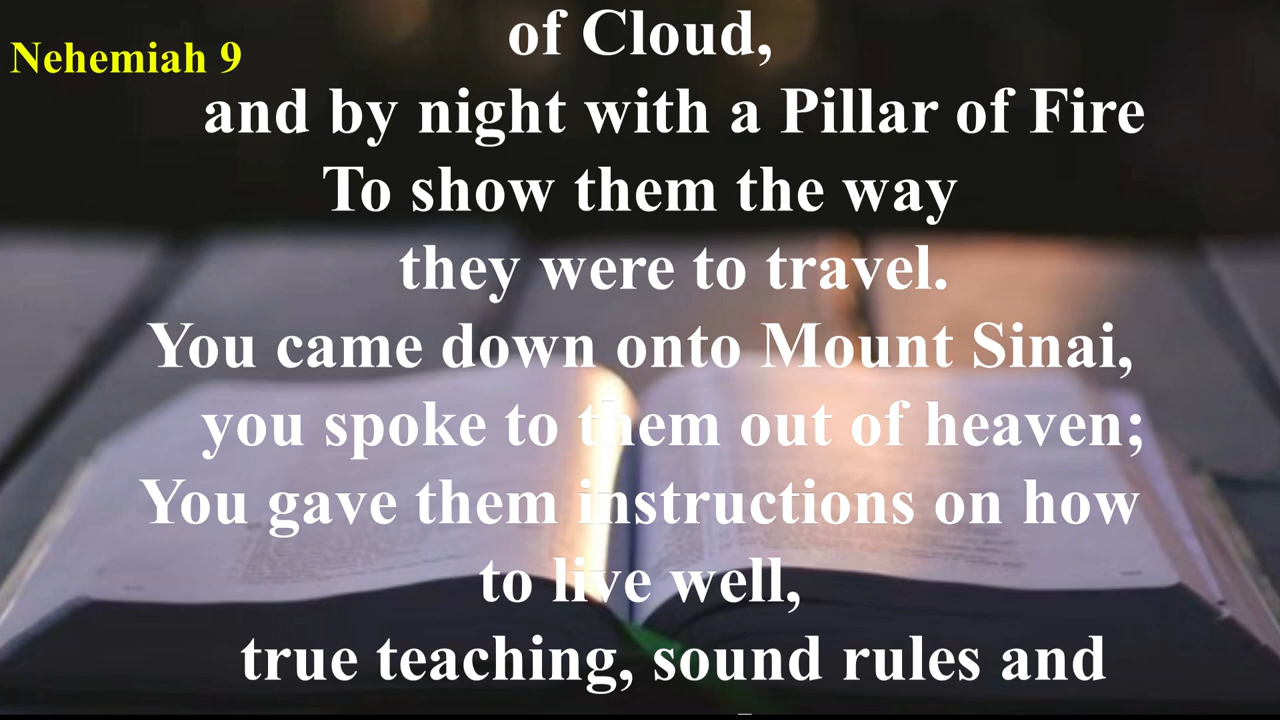 Nehemiah 9
of Cloud,
and by night with a Pillar of Fire
To show them the way
they were to travel.
You came down onto Mount Sinai,
you spoke to them out of heaven;
You gave them instructions on how
to live well,
true teaching, sound rules and